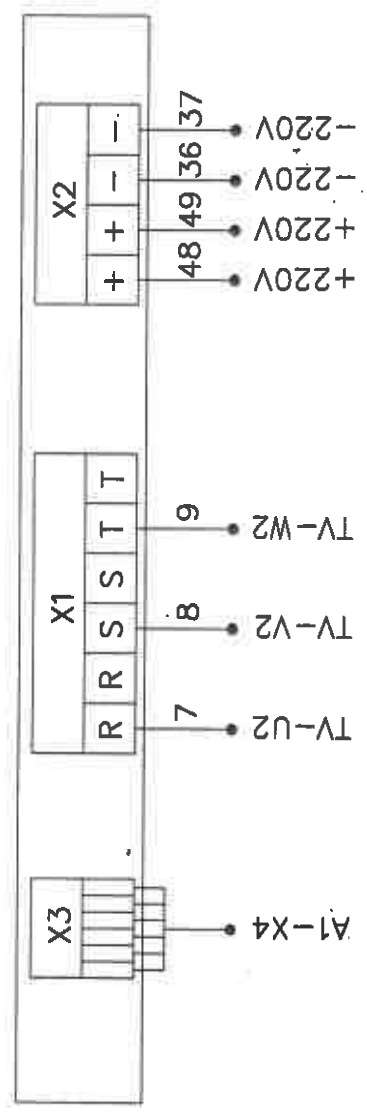 X3
X1
X2
R R S S T T
+ + − −
7
8
9
48
49
36
37
A1-X4
TV-U2
TV-V2
TV-W2
+220V
+220V
-220V
-220V